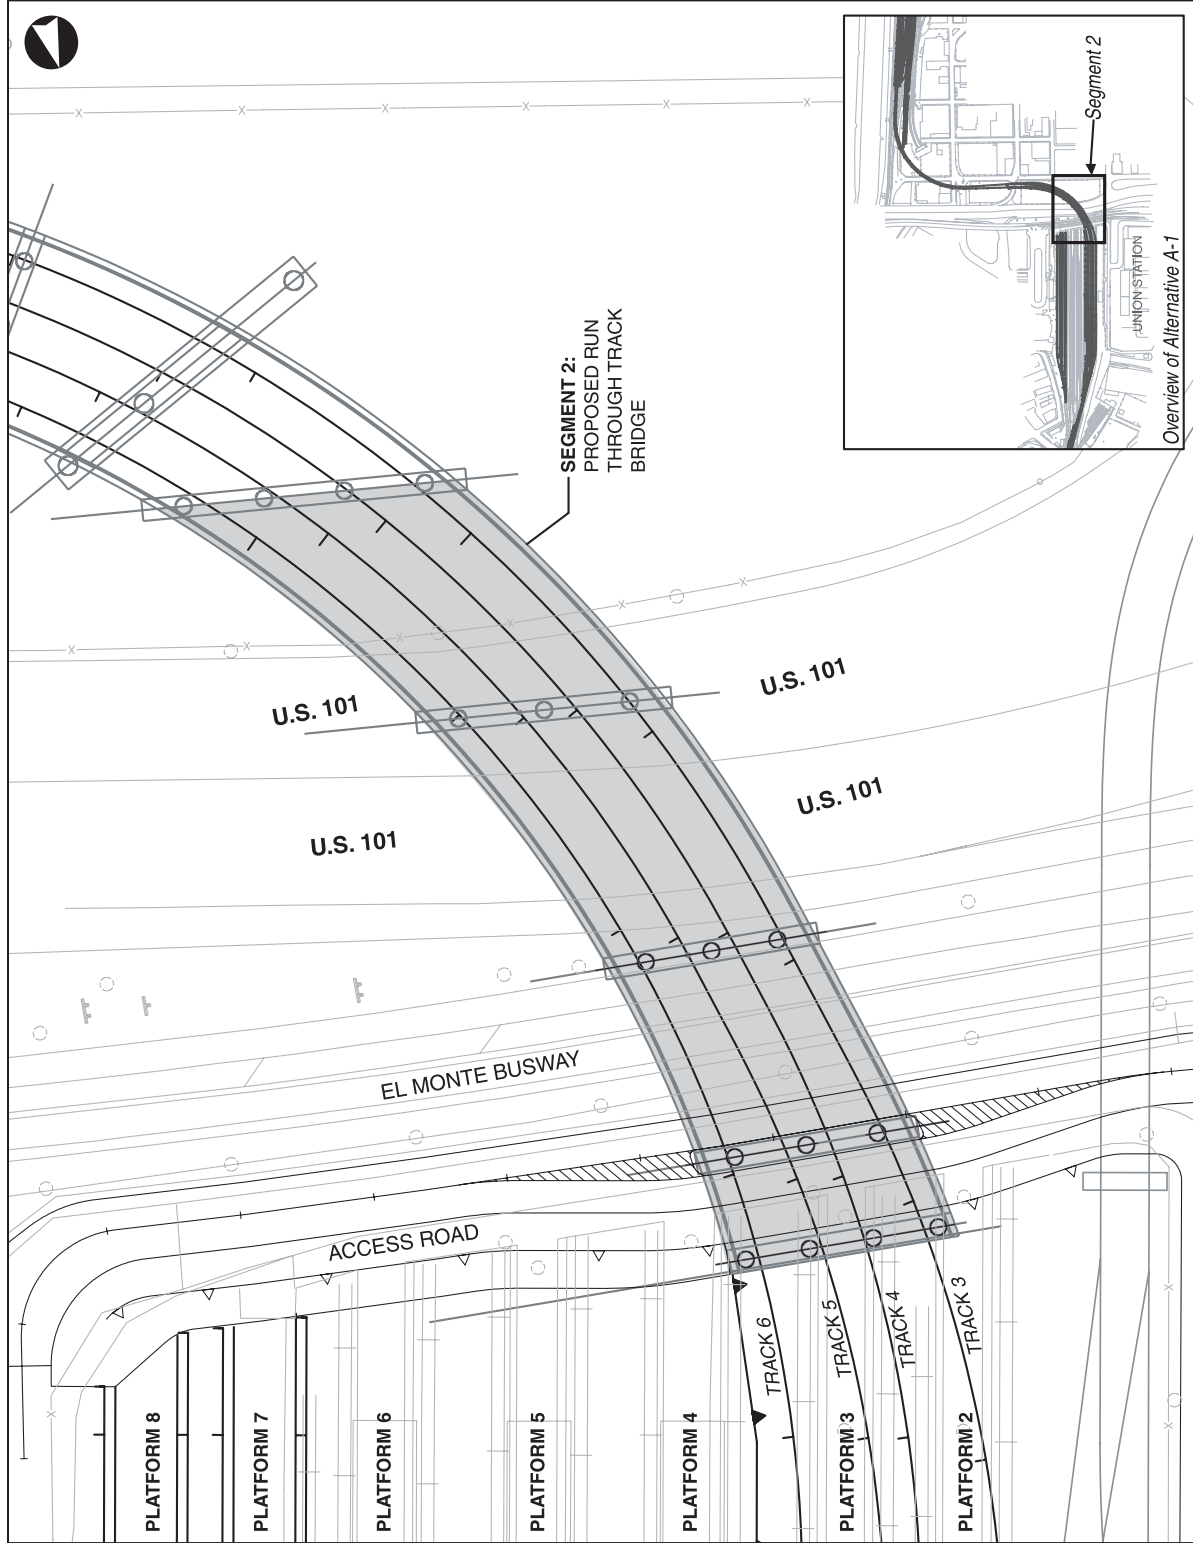 Segment 2
UNION STATION
Overview of Alternative A-1
SEGMENT 2:
PROPOSED RUN
THROUGH TRACK
BRIDGE
U.S. 101
U.S. 101
U.S. 101
U.S. 101
EL MONTE BUSWAY
ACCESS ROAD
TRACK 6
TRACK 5
TRACK 4
TRACK 3
PLATFORM 8
PLATFORM 7
PLATFORM 6
PLATFORM 5
PLATFORM 4
PLATFORM 3
PLATFORM 2